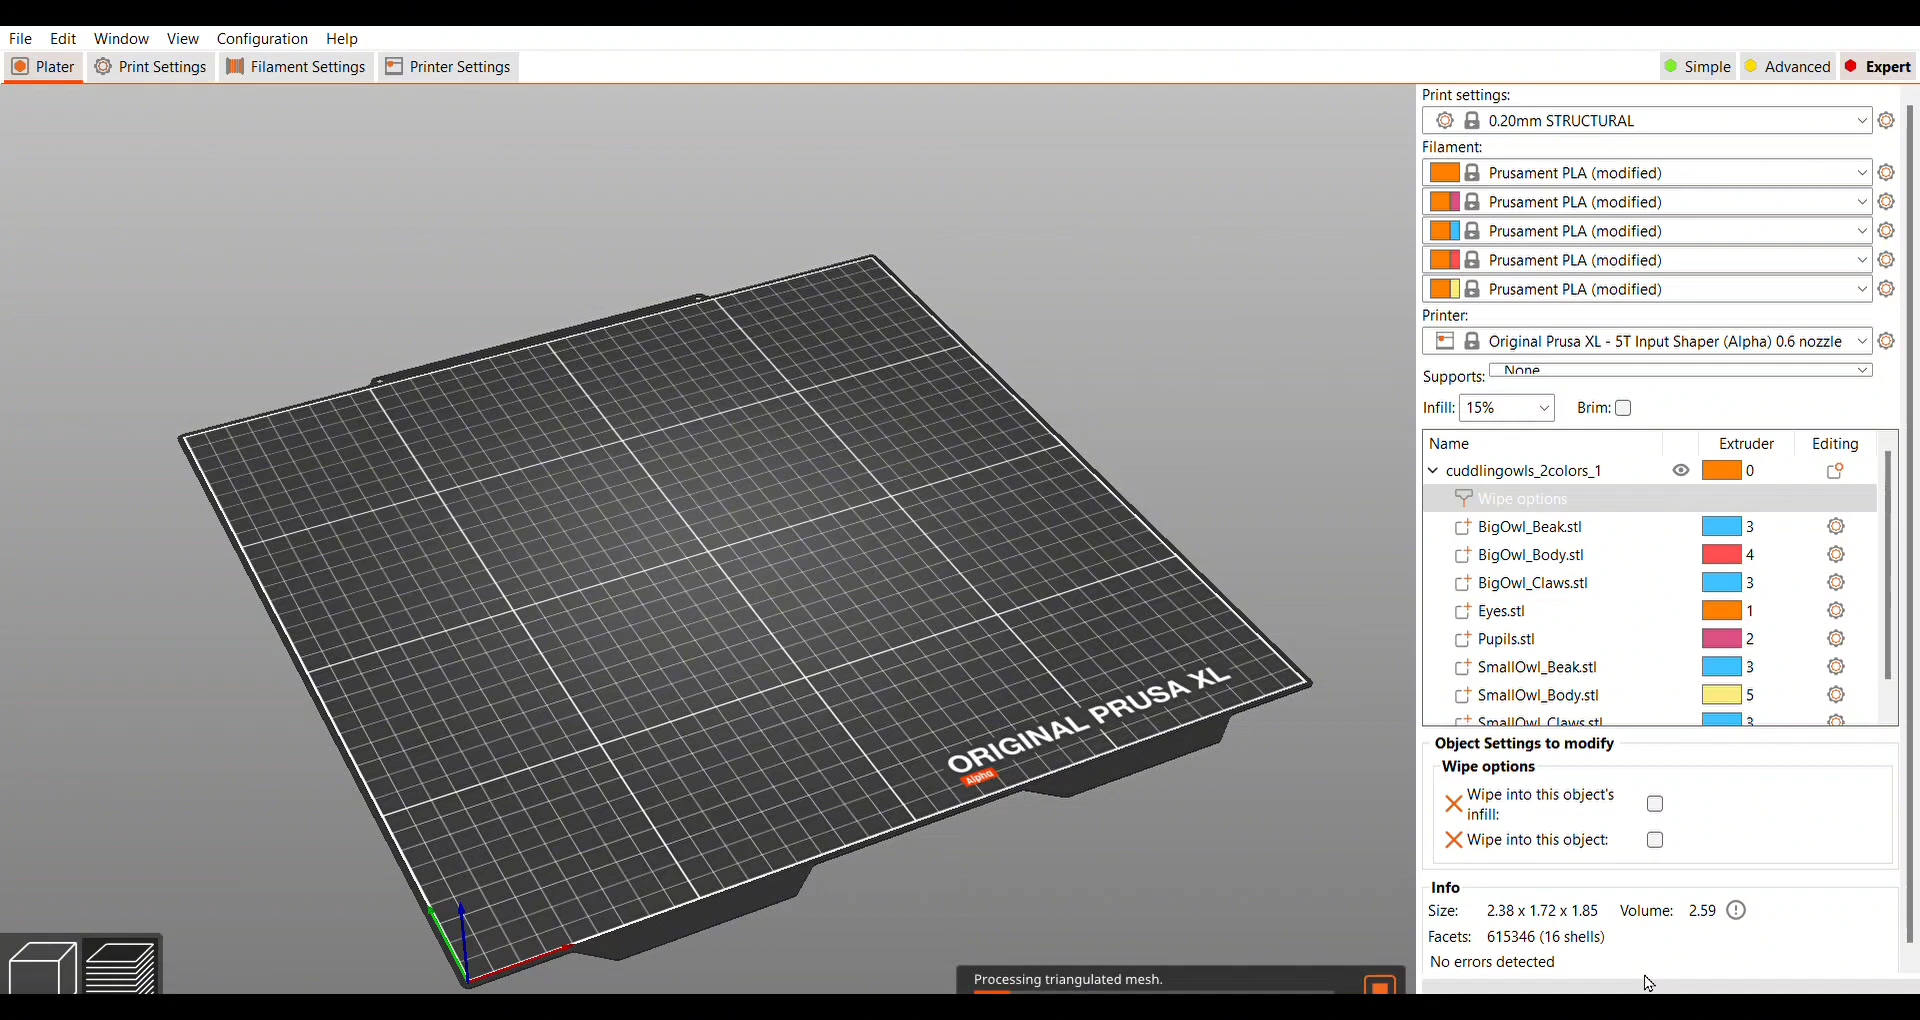 File Edit Window View Configuration Help
Plater Print Settings Filament Settings Printer Settings Simple Advanced Expert
Print settings:
0.20mm STRUCTURAL
Filament:
Prusament PLA (modified)
Prusament PLA (modified)
Prusament PLA (modified)
Prusament PLA (modified)
Prusament PLA (modified)
Printer:
Original Prusa XL - 5T Input Shaper (Alpha) 0.6 nozzle
Supports: None
Infill: 15% Brim:
Name Extruder Editing
cuddlingowls_2colors_1 0
Wipe options
BigOwl_Beak.stl 3
BigOwl_Body.stl 4
BigOwl_Claws.stl 3
Eyes.stl 1
Pupils.stl 2
SmallOwl_Beak.stl 3
SmallOwl_Body.stl 5
SmallOwl_Claws.stl 3
Object Settings to modify
Wipe options
Wipe into this object's
infill:
Wipe into this object:
Info
Size: 2.38 x 1.72 x 1.85 Volume: 2.59
Facets: 615346 (16 shells)
No errors detected
ORIGINAL PRUSA XL
Alpha
Processing triangulated mesh.